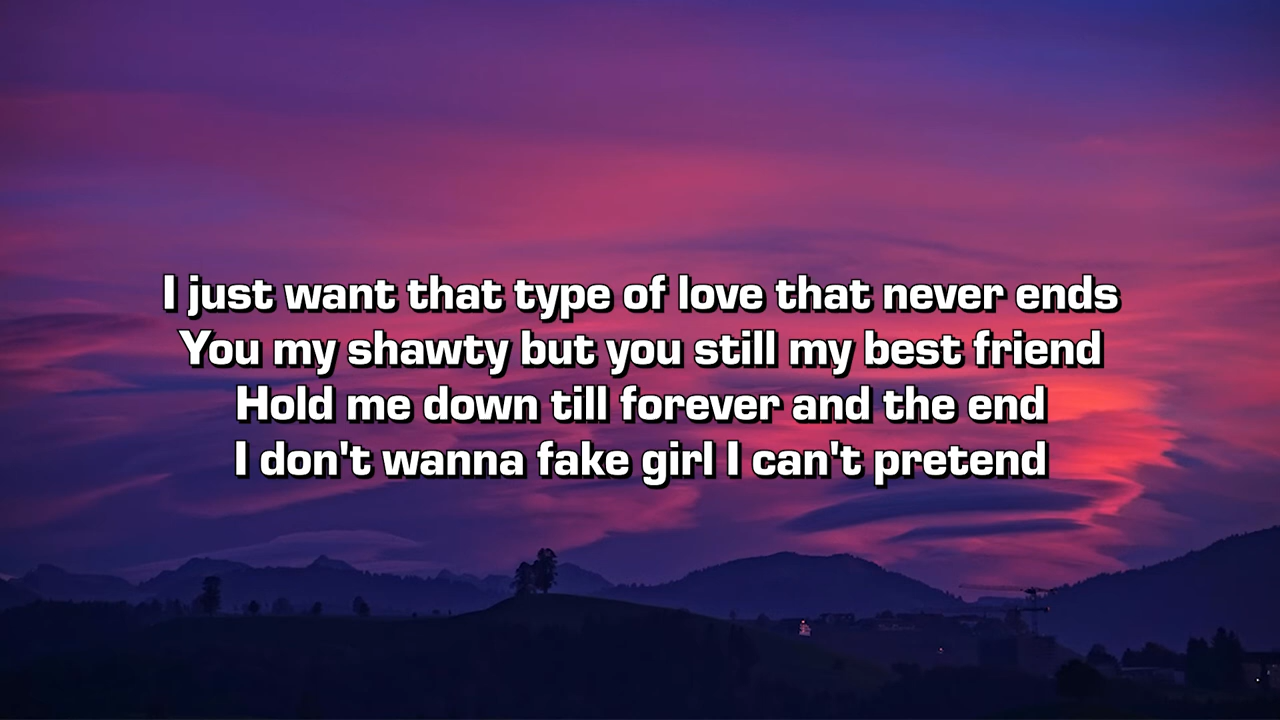 I just want that type of love that never ends
You my shawty but you still my best friend
Hold me down till forever and the end
I don't wanna fake girl I can't pretend